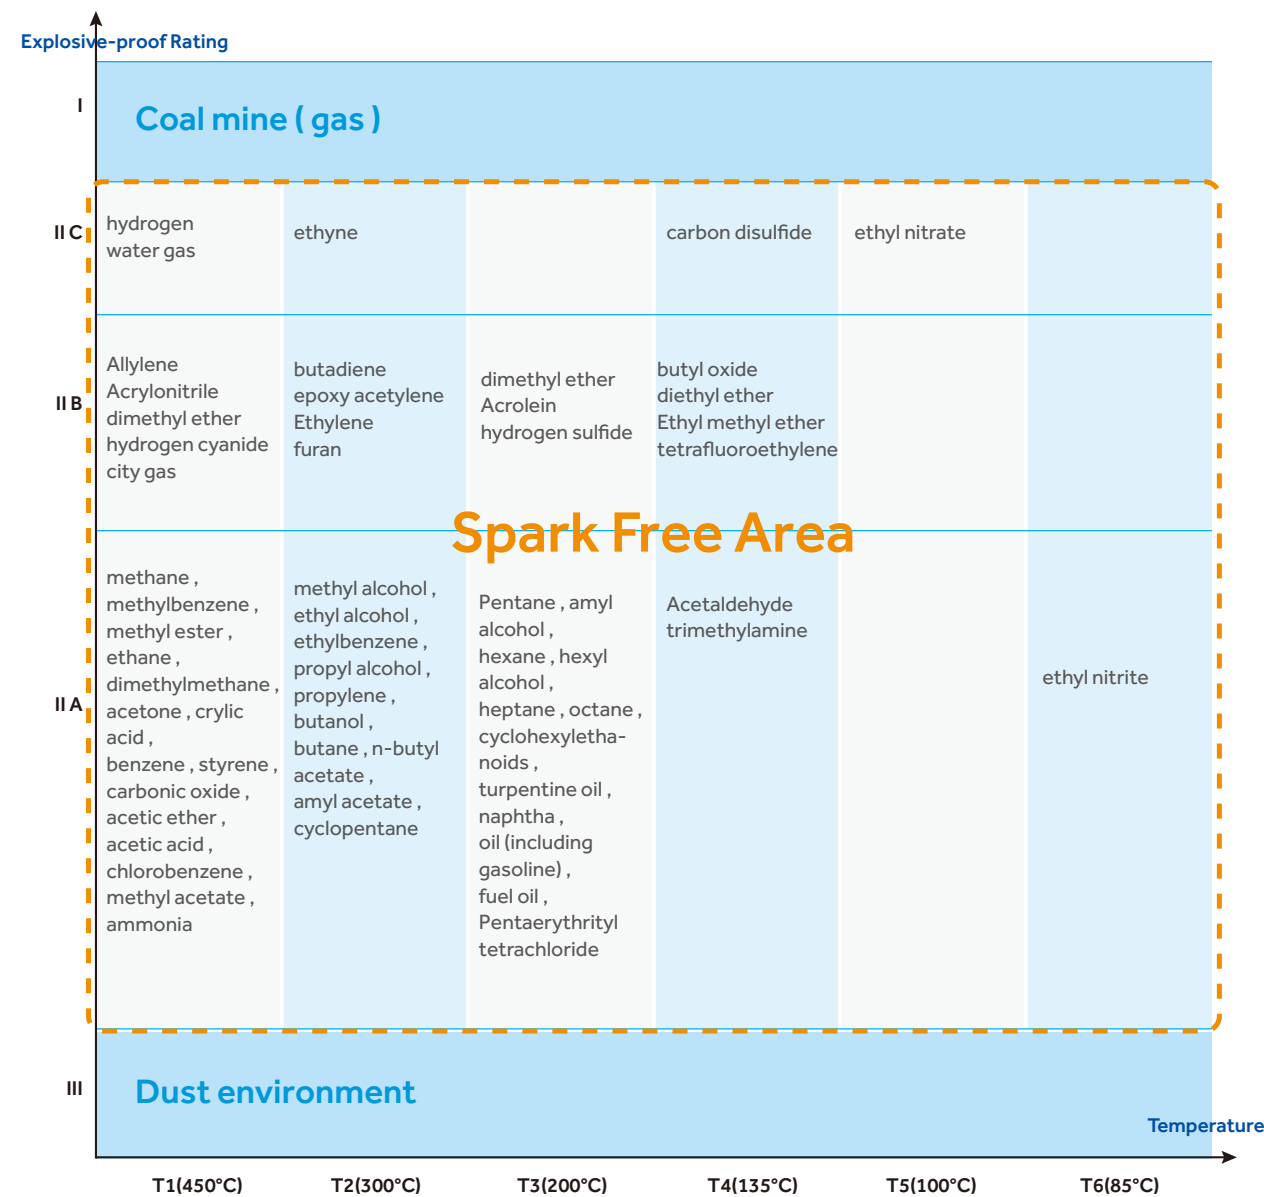 Explosive-proof Rating
I
Coal mine ( gas )
II C
hydrogen
water gas
ethyne
carbon disulfide
ethyl nitrate
II B
Allylene
Acrylonitrile
dimethyl ether
hydrogen cyanide
city gas
butadiene
epoxy acetylene
Ethylene
furan
dimethyl ether
Acrolein
hydrogen sulfide
butyl oxide
diethyl ether
Ethyl methyl ether
tetrafluoroethylene
Spark Free Area
II A
methane ,
methylbenzene ,
methyl ester ,
ethane ,
dimethylmethane ,
acetone , crylic
acid ,
benzene , styrene ,
carbonic oxide ,
acetic ether ,
acetic acid ,
chlorobenzene ,
methyl acetate ,
ammonia
methyl alcohol ,
ethyl alcohol ,
ethylbenzene ,
propyl alcohol ,
propylene ,
butanol ,
butane , n-butyl
acetate ,
amyl acetate ,
cyclopentane
Pentane , amyl
alcohol ,
hexane , hexyl
alcohol ,
heptane , octane ,
cyclohexyletha-
noids ,
turpentine oil ,
naphtha ,
oil (including
gasoline) ,
fuel oil ,
Pentaerythrityl
tetrachloride
Acetaldehyde
trimethylamine
ethyl nitrite
III
Dust environment
Temperature
T1(450°C)
T2(300°C)
T3(200°C)
T4(135°C)
T5(100°C)
T6(85°C)